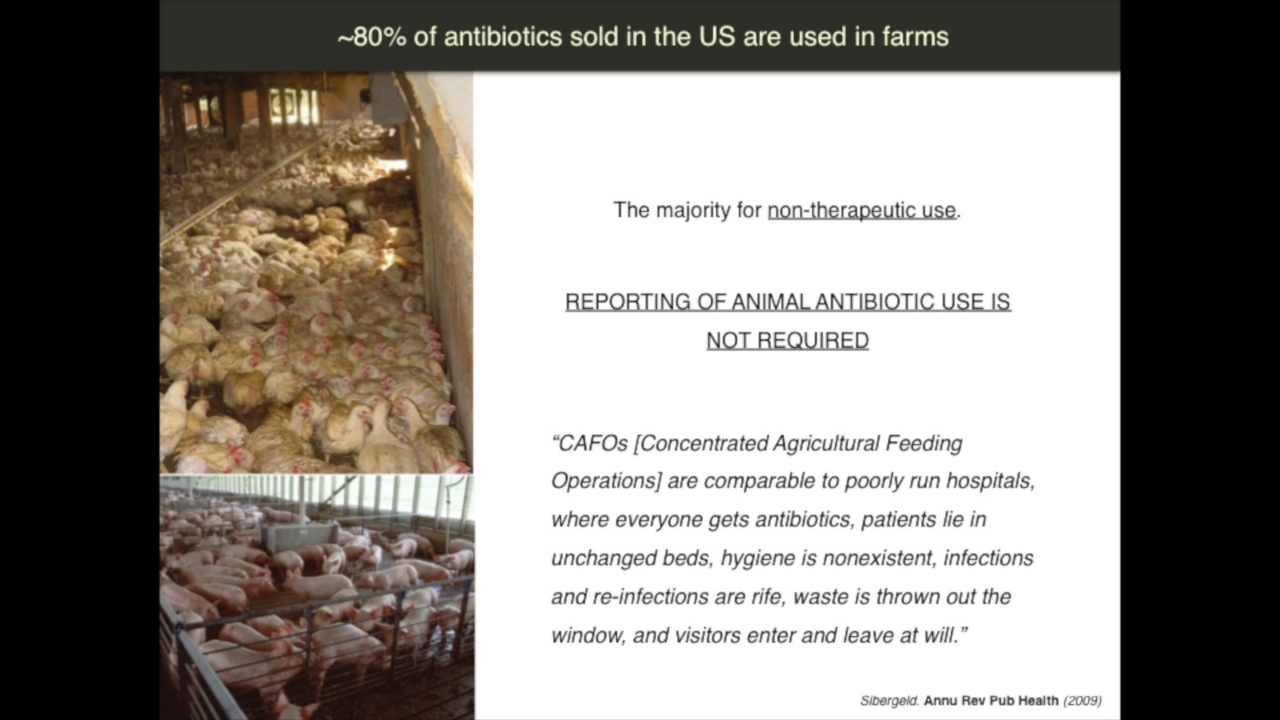 ~80% of antibiotics sold in the US are used in farms
The majority for non-therapeutic use.
REPORTING OF ANIMAL ANTIBIOTIC USE IS
NOT REQUIRED
“CAFOs [Concentrated Agricultural Feeding
Operations] are comparable to poorly run hospitals,
where everyone gets antibiotics, patients lie in
unchanged beds, hygiene is nonexistent, infections
and re-infections are rife, waste is thrown out the
window, and visitors enter and leave at will.”
Sibergeld. Annu Rev Pub Health (2009)